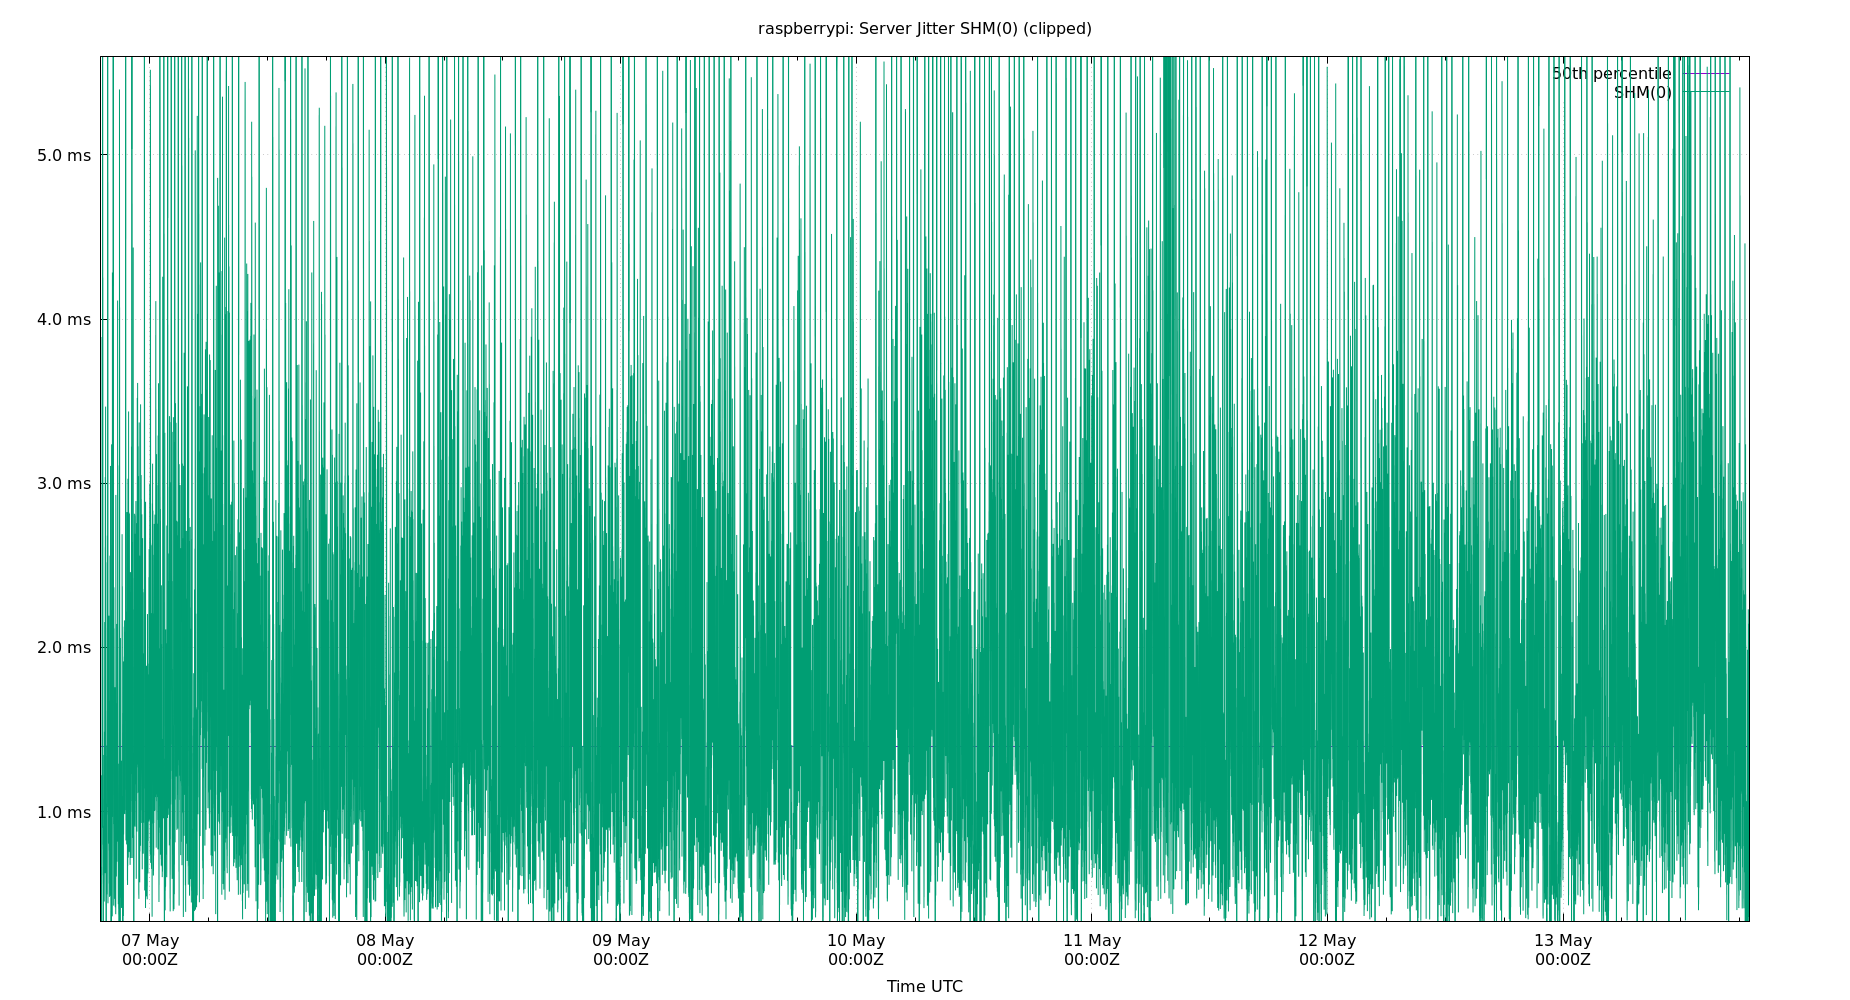 raspberrypi: Server Jitter SHM(0) (clipped)
50th percentile
SHM(0)
5.0 ms
4.0 ms
3.0 ms
2.0 ms
1.0 ms
07 May
00:00Z
08 May
00:00Z
09 May
00:00Z
10 May
00:00Z
11 May
00:00Z
12 May
00:00Z
13 May
00:00Z
Time UTC